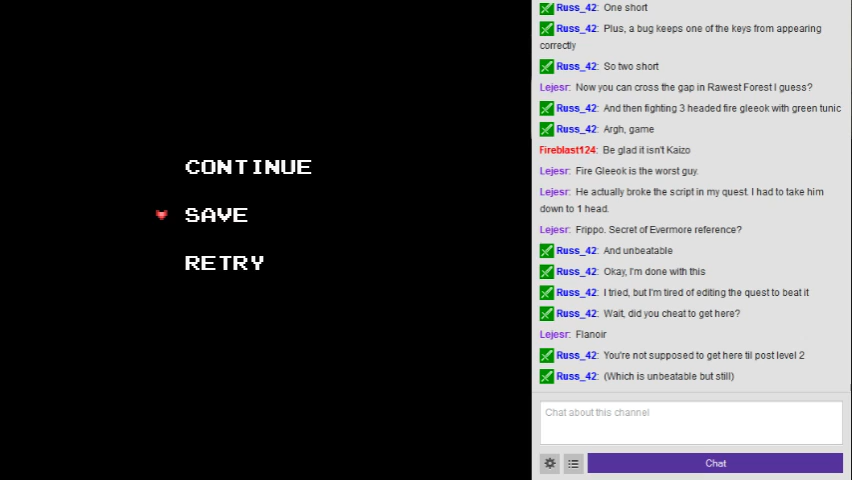 CONTINUE
SAVE
RETRY
Russ_42: One short
Russ_42: Plus, a bug keeps one of the keys from appearing
correctly
Russ_42: So two short
Lejesr: Now you can cross the gap in Rawest Forest I guess?
Russ_42: And then fighting 3 headed fire gleeok with green tunic
Russ_42: Argh, game
Fireblast124: Be glad it isn't Kaizo
Lejesr: Fire Gleeok is the worst guy.
Lejesr: He actually broke the script in my quest. I had to take him
down to 1 head.
Lejesr: Frippo. Secret of Evermore reference?
Russ_42: And unbeatable
Russ_42: Okay, I'm done with this
Russ_42: I tried, but I'm tired of editing the quest to beat it
Russ_42: Wait, did you cheat to get here?
Lejesr: Flanoir
Russ_42: You're not supposed to get here til post level 2
Russ_42: (Which is unbeatable but still)
Chat about this channel
Chat